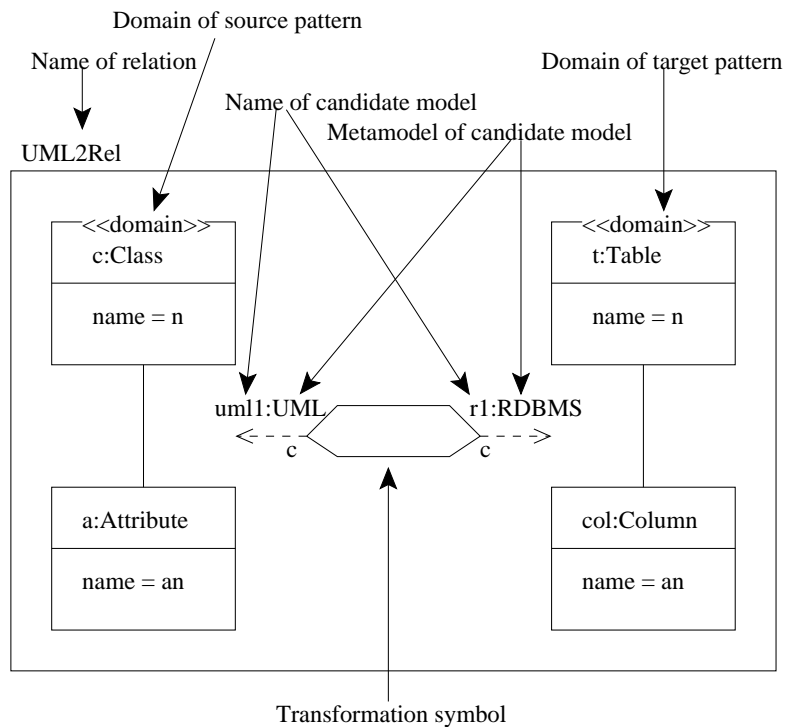 Domain of source pattern
Name of relation
Domain of target pattern
Name of candidate model
Metamodel of candidate model
UML2Rel
<<domain>>
c:Class
name = n
<<domain>>
t:Table
name = n
uml1:UML
r1:RDBMS
c
c
a:Attribute
name = an
col:Column
name = an
Transformation symbol